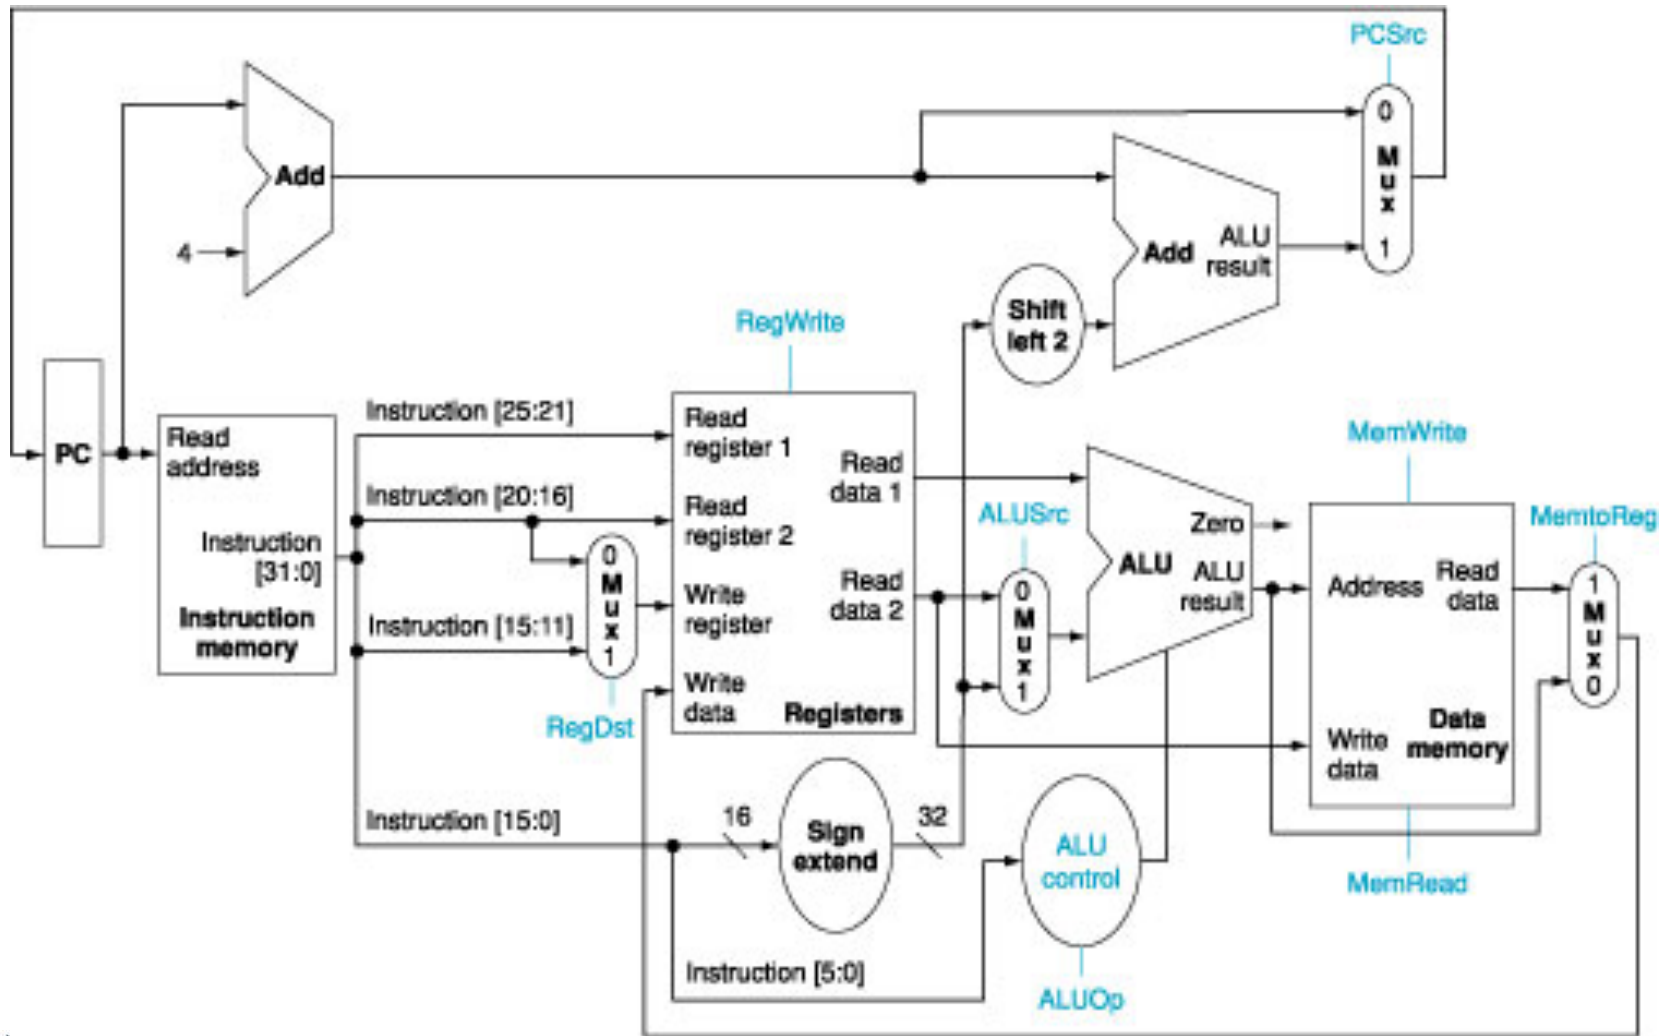 PCSrc
0
M
u
x
1
Add
4
Add
ALU
result
Shift
left 2
RegWrite
PC
Read
address
Instruction
[31:0]
Instruction
memory
Instruction [25:21]
Instruction [20:16]
Instruction [15:11]
Instruction [15:0]
0
M
u
x
1
RegDst
Read
register 1
Read
register 2
Write
register
Write
data
Read
data 1
Read
data 2
Registers
ALUSrc
0
M
u
x
1
Zero
ALU
ALU
result
MemWrite
Address
Read
data
Write
data
Data
memory
MemRead
MemtoReg
1
M
u
x
0
16
Sign
extend
32
ALU
control
Instruction [5:0]
ALUOp